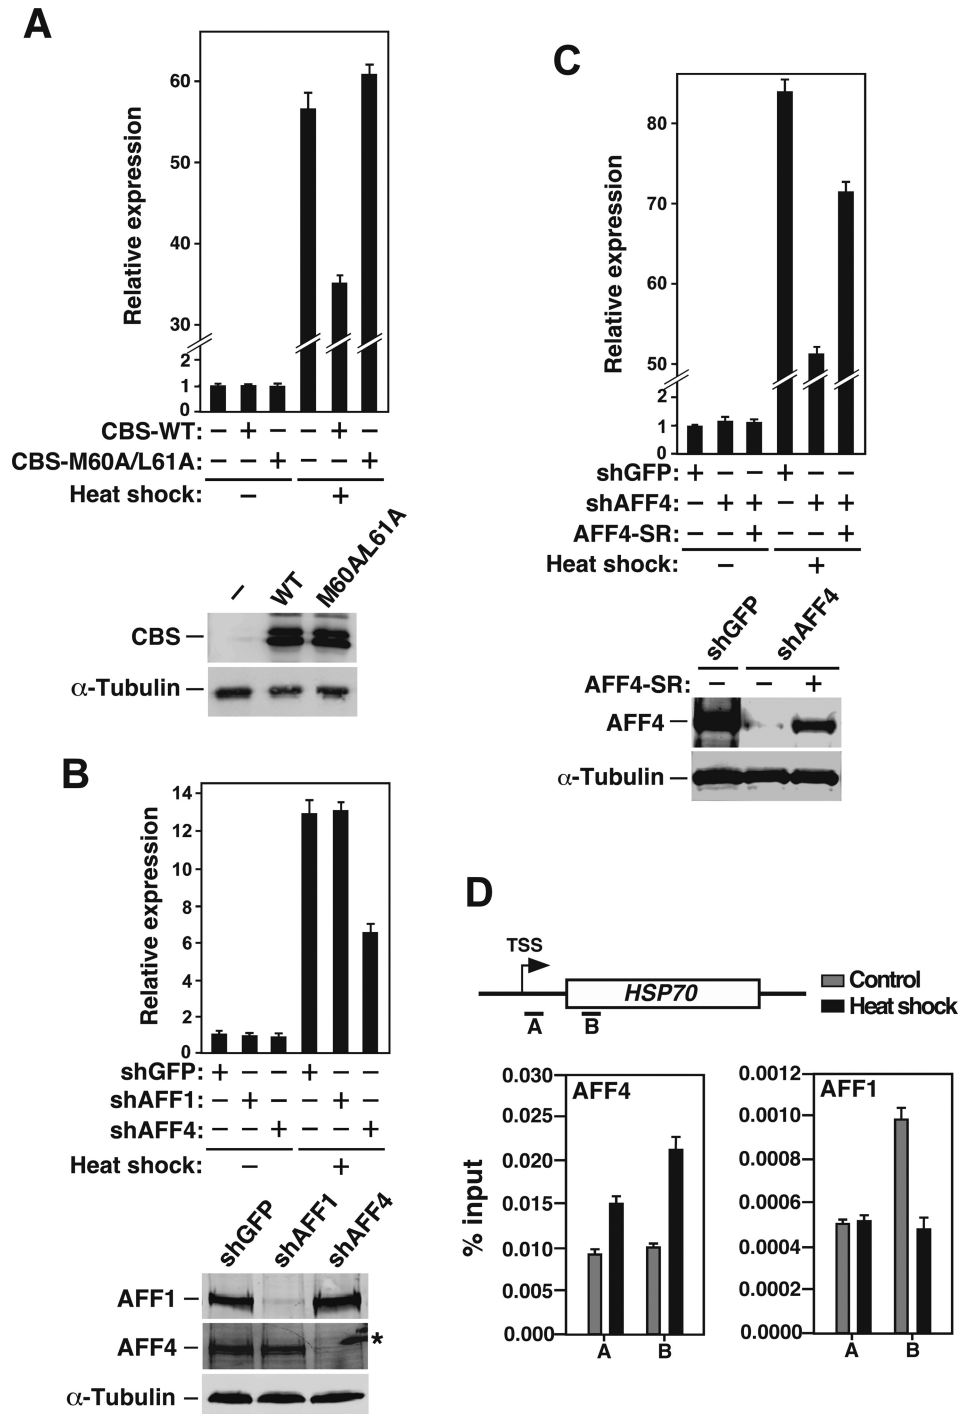 A
Relative expression
60
50
40
30
2
1
0
CBS-WT: – + – – + –
CBS-M60A/L61A: – – + – – +
Heat shock: – +
– WT M60A/L61A
CBS
α-Tubulin
B
Relative expression
14
12
10
8
6
4
2
0
shGFP: + – – + – –
shAFF1: – + – – + –
shAFF4: – – + – – +
Heat shock: – +
shGFP shAFF1 shAFF4
AFF1
AFF4 *
α-Tubulin
C
Relative expression
80
70
60
50
2
1
0
shGFP: + – – + – –
shAFF4: – + + – + +
AFF4-SR: – – + – – +
Heat shock: – +
shGFP shAFF4
AFF4-SR: – – +
AFF4
α-Tubulin
D
TSS
HSP70
A B
Control
Heat shock
% input
AFF4
0.030
0.025
0.020
0.015
0.010
0.005
0.000
A B
AFF1
0.0012
0.0010
0.0008
0.0006
0.0004
0.0002
0.0000
A B